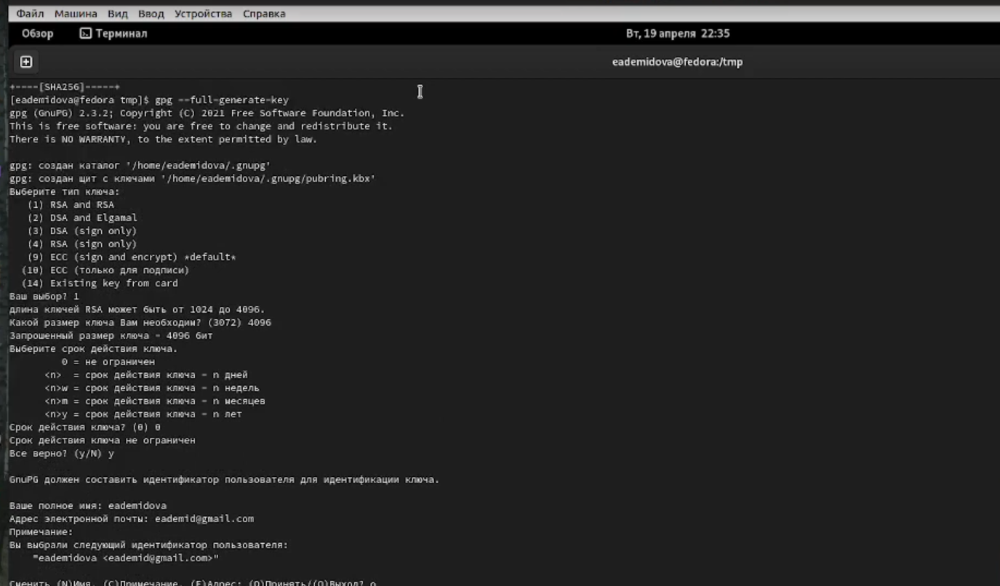 Файл Машина Вид Ввод Устройства Справка
Обзор Терминал Вт, 19 апреля 22:35
eademidova@fedora:/tmp
+----[SHA256]-----+
[eademidova@fedora tmp]$ gpg --full-generate-key
gpg (GnuPG) 2.3.2; Copyright (C) 2021 Free Software Foundation, Inc.
This is free software: you are free to change and redistribute it.
There is NO WARRANTY, to the extent permitted by law.
gpg: создан каталог '/home/eademidova/.gnupg'
gpg: создан щит с ключами '/home/eademidova/.gnupg/pubring.kbx'
Выберите тип ключа:
(1) RSA and RSA
(2) DSA and Elgamal
(3) DSA (sign only)
(4) RSA (sign only)
(9) ECC (sign and encrypt) *default*
(10) ECC (только для подписи)
(14) Existing key from card
Ваш выбор? 1
длина ключей RSA может быть от 1024 до 4096.
Какой размер ключа Вам необходим? (3072) 4096
Запрошенный размер ключа - 4096 бит
Выберите срок действия ключа.
0 = не ограничен
<n> = срок действия ключа - n дней
<n>w = срок действия ключа - n недель
<n>m = срок действия ключа - n месяцев
<n>y = срок действия ключа - n лет
Срок действия ключа? (0) 0
Срок действия ключа не ограничен
Все верно? (y/N) y
GnuPG должен составить идентификатор пользователя для идентификации ключа.
Ваше полное имя: eademidova
Адрес электронной почты: eademid@gmail.com
Примечание:
Вы выбрали следующий идентификатор пользователя:
"eademidova <eademid@gmail.com>"
Сменить (N)Имя, (C)Примечание, (E)Адрес; (O)Принять/(Q)Выход? o